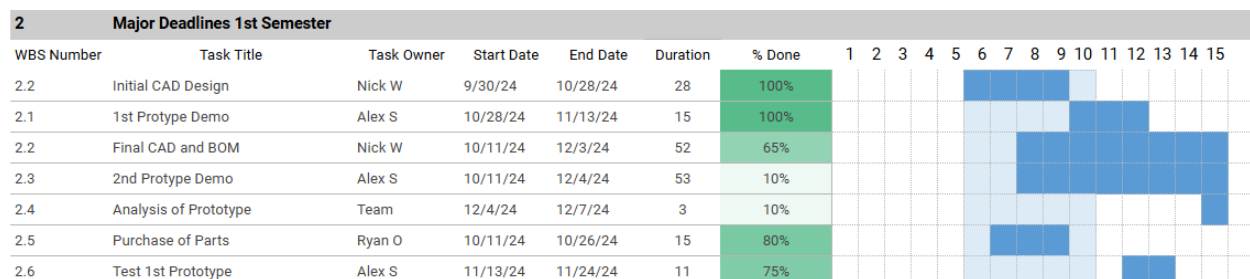 2 Major Deadlines 1st Semester
WBS Number Task Title Task Owner Start Date End Date Duration % Done 1 2 3 4 5 6 7 8 9 10 11 12 13 14 15
2.2 Initial CAD Design Nick W 9/30/24 10/28/24 28 100%
2.1 1st Protype Demo Alex S 10/28/24 11/13/24 15 100%
2.2 Final CAD and BOM Nick W 10/11/24 12/3/24 52 65%
2.3 2nd Protype Demo Alex S 10/11/24 12/4/24 53 10%
2.4 Analysis of Prototype Team 12/4/24 12/7/24 3 10%
2.5 Purchase of Parts Ryan O 10/11/24 10/26/24 15 80%
2.6 Test 1st Prototype Alex S 11/13/24 11/24/24 11 75%